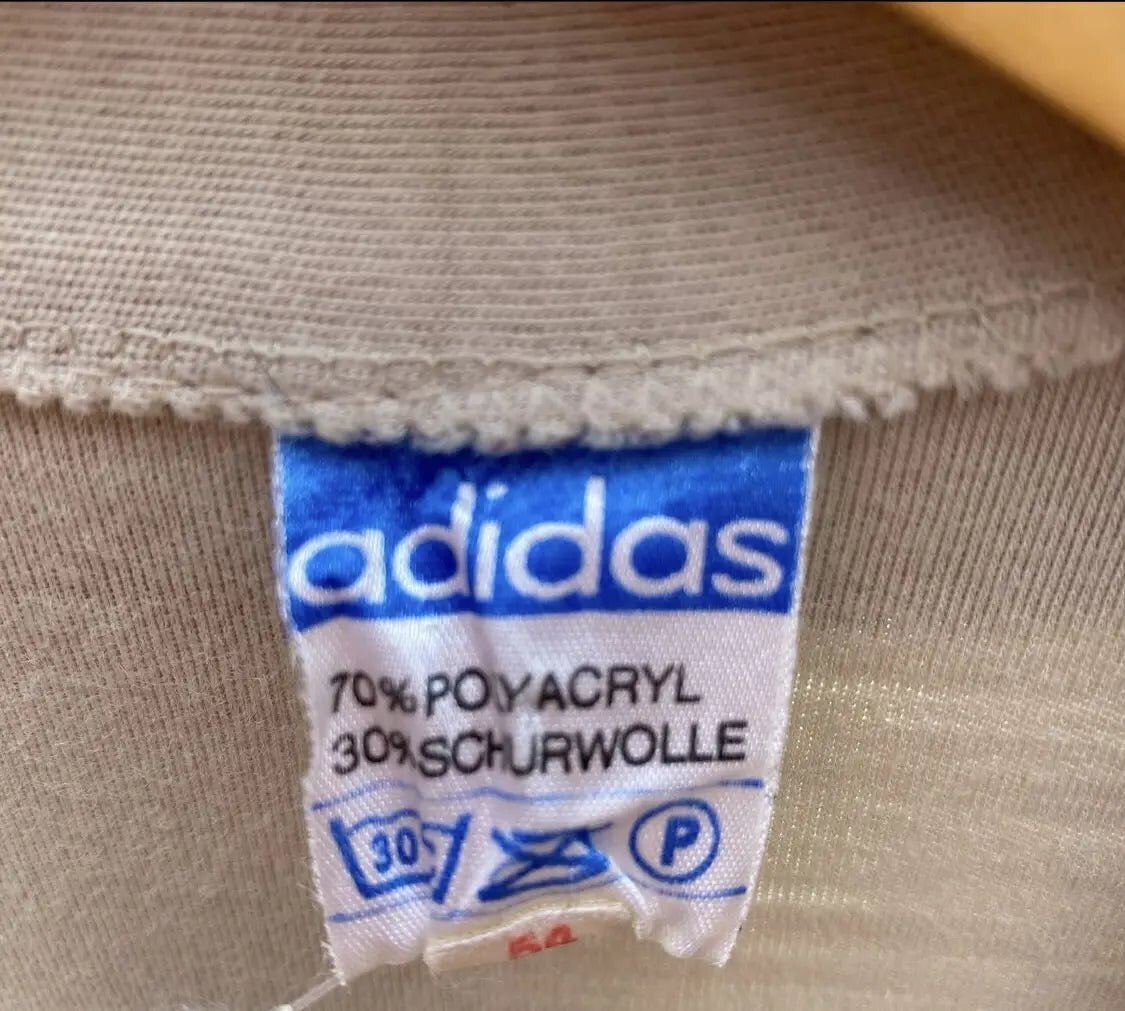 adidas
70% POLYACRYL
30% SCHURWOLLE
30°
P